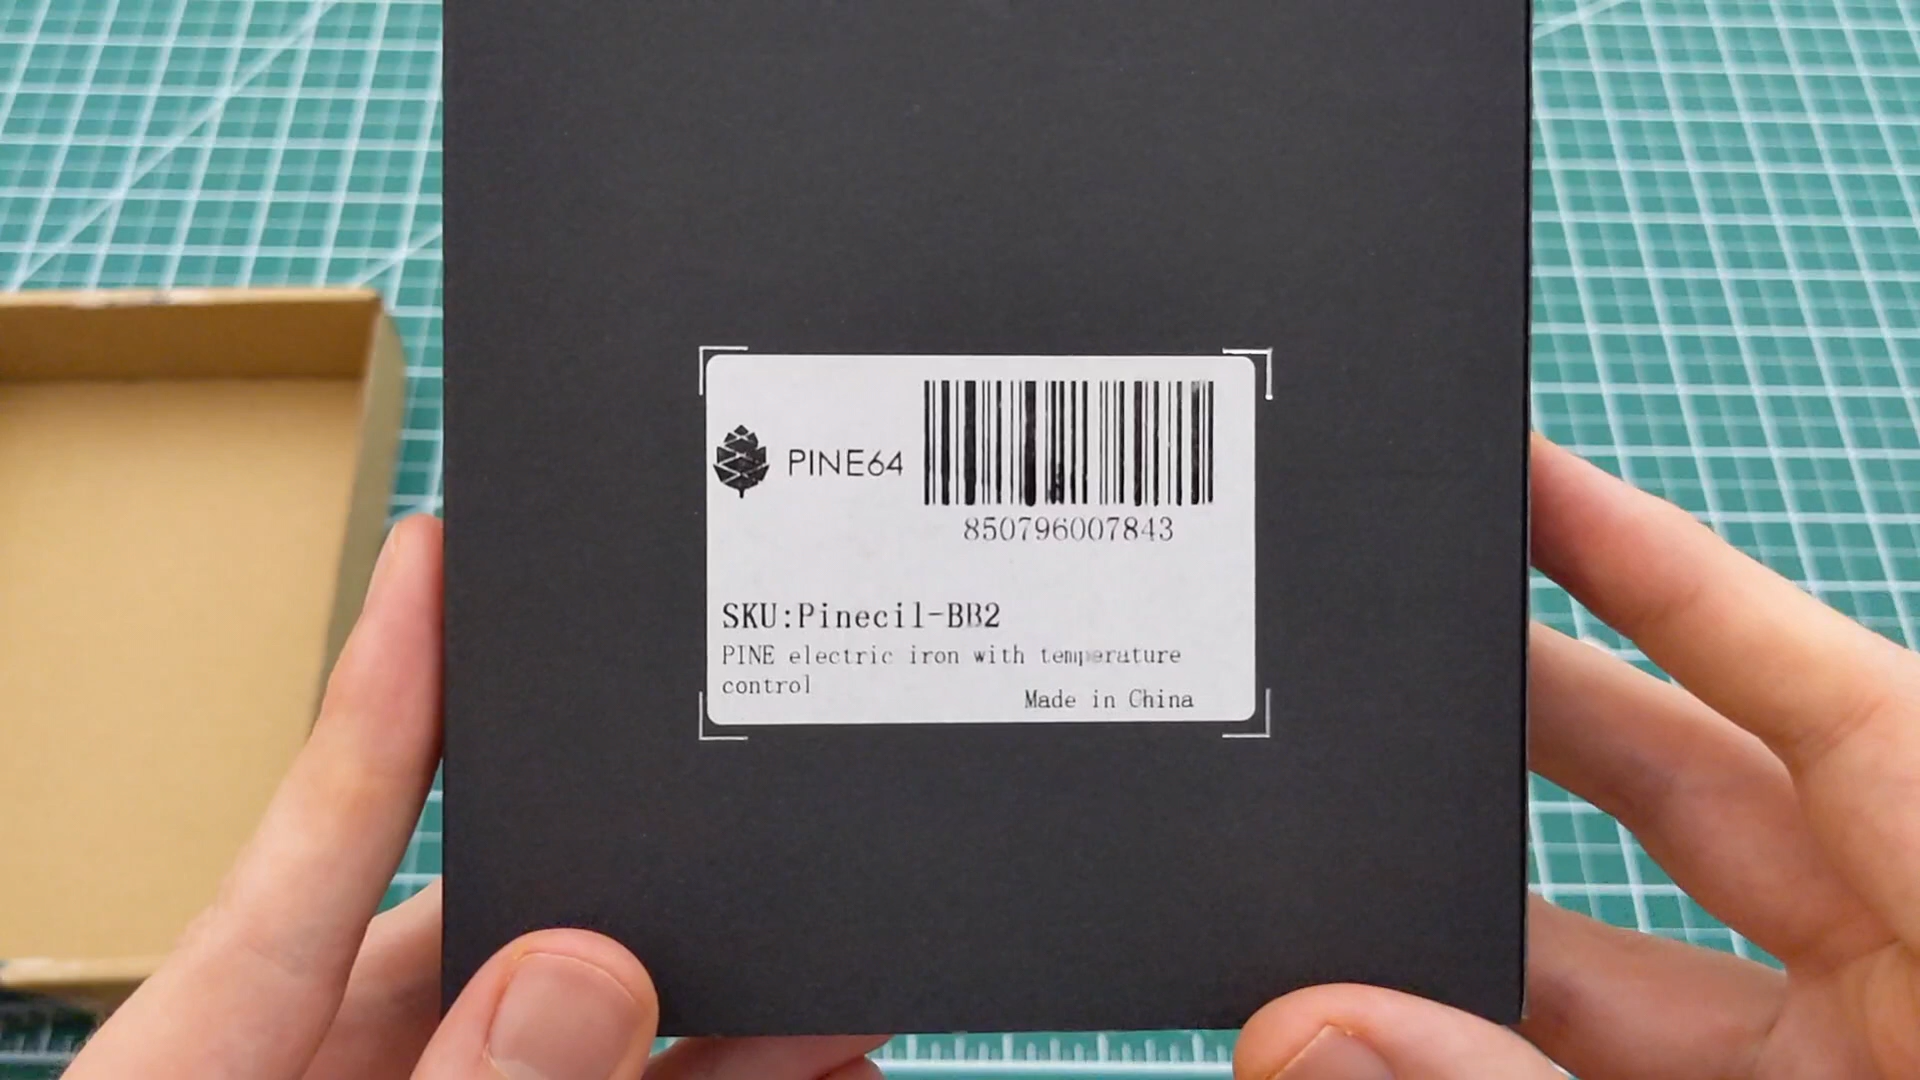 PINE64
850796007843
SKU:Pinecil-BB2
PINE electric iron with temperature
control
Made in China